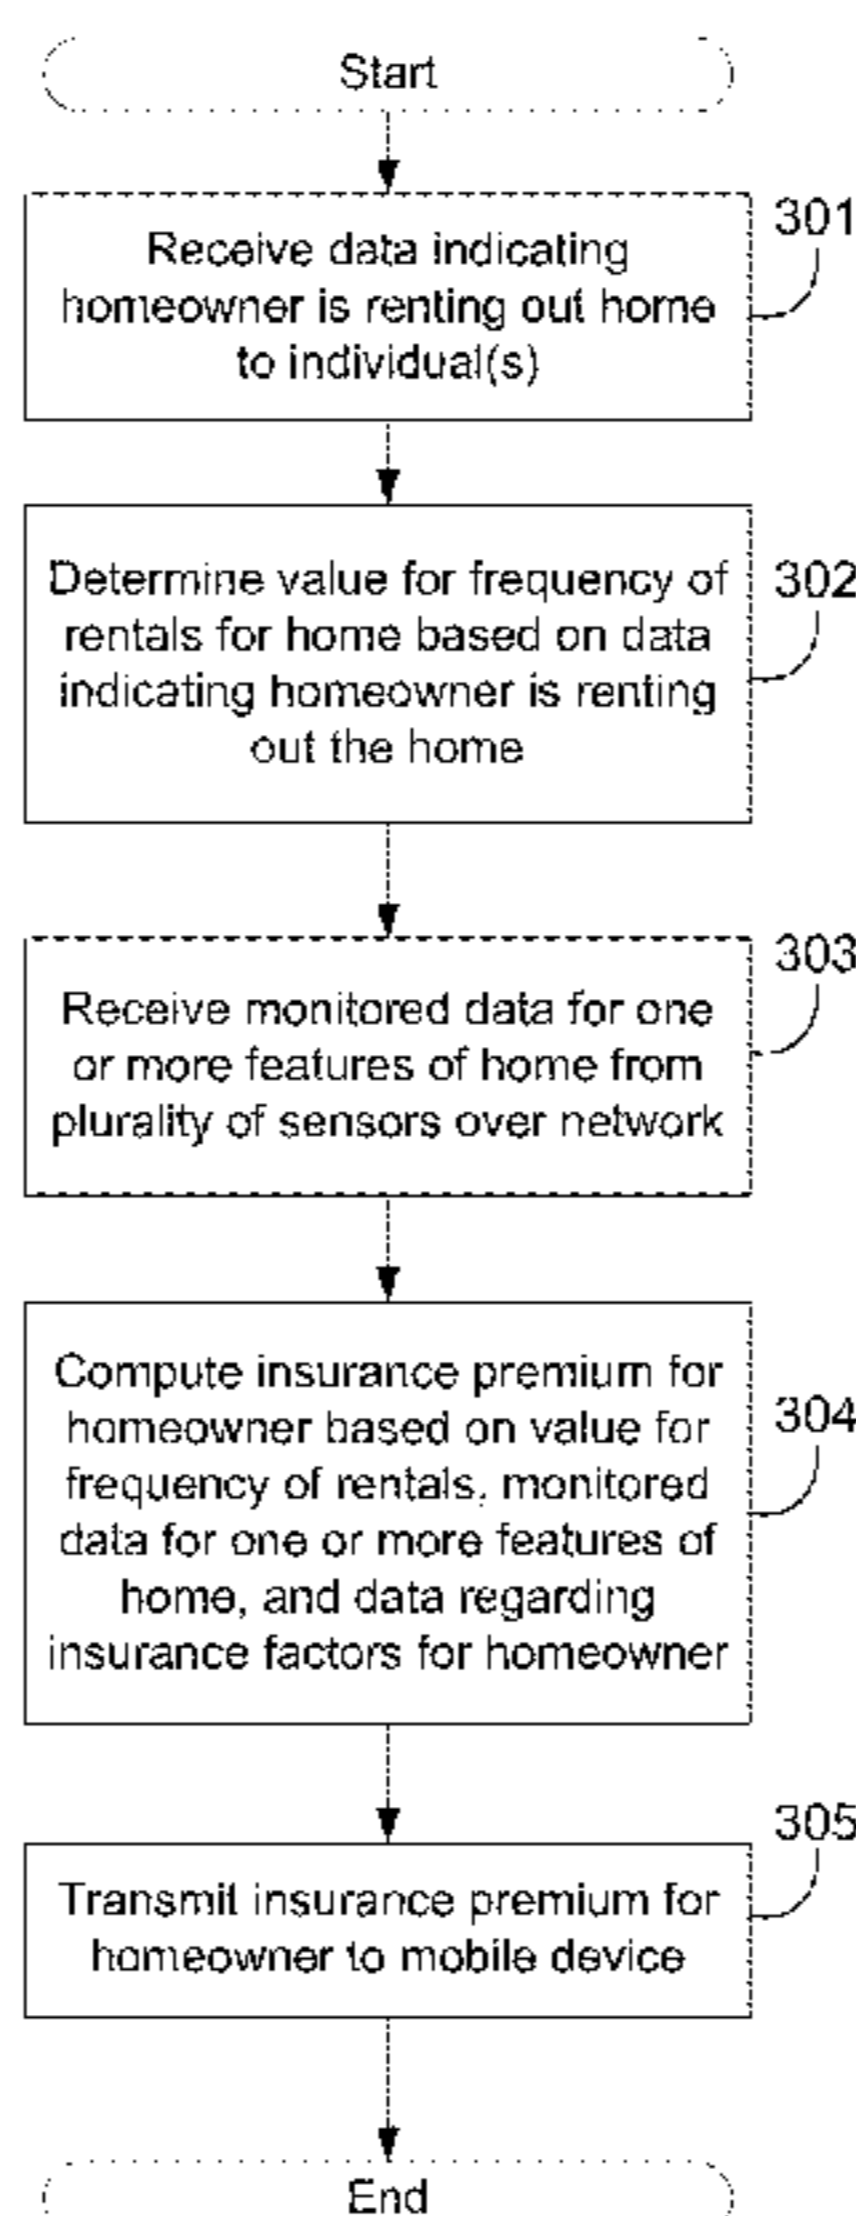 Start
301
Receive data indicating
homeowner is renting out home
to individual(s)
302
Determine value for frequency of
rentals for home based on data
indicating homeowner is renting
out the home
303
Receive monitored data for one
or more features of home from
plurality of sensors over network
304
Compute insurance premium for
homeowner based on value for
frequency of rentals, monitored
data for one or more features of
home, and data regarding
insurance factors for homeowner
305
Transmit insurance premium for
homeowner to mobile device
End